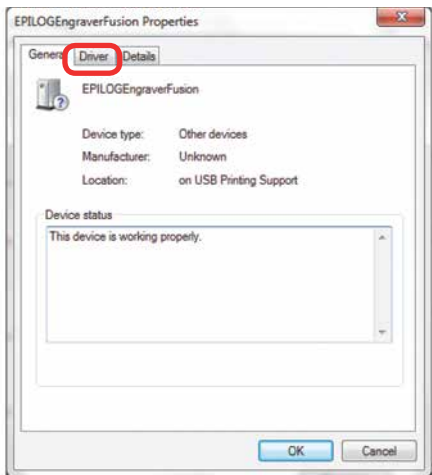 EPILOGEngraverFusion Properties
General Driver Details
EPILOGEngraverFusion
Device type: Other devices
Manufacturer: Unknown
Location: on USB Printing Support
Device status
This device is working properly.
OK Cancel